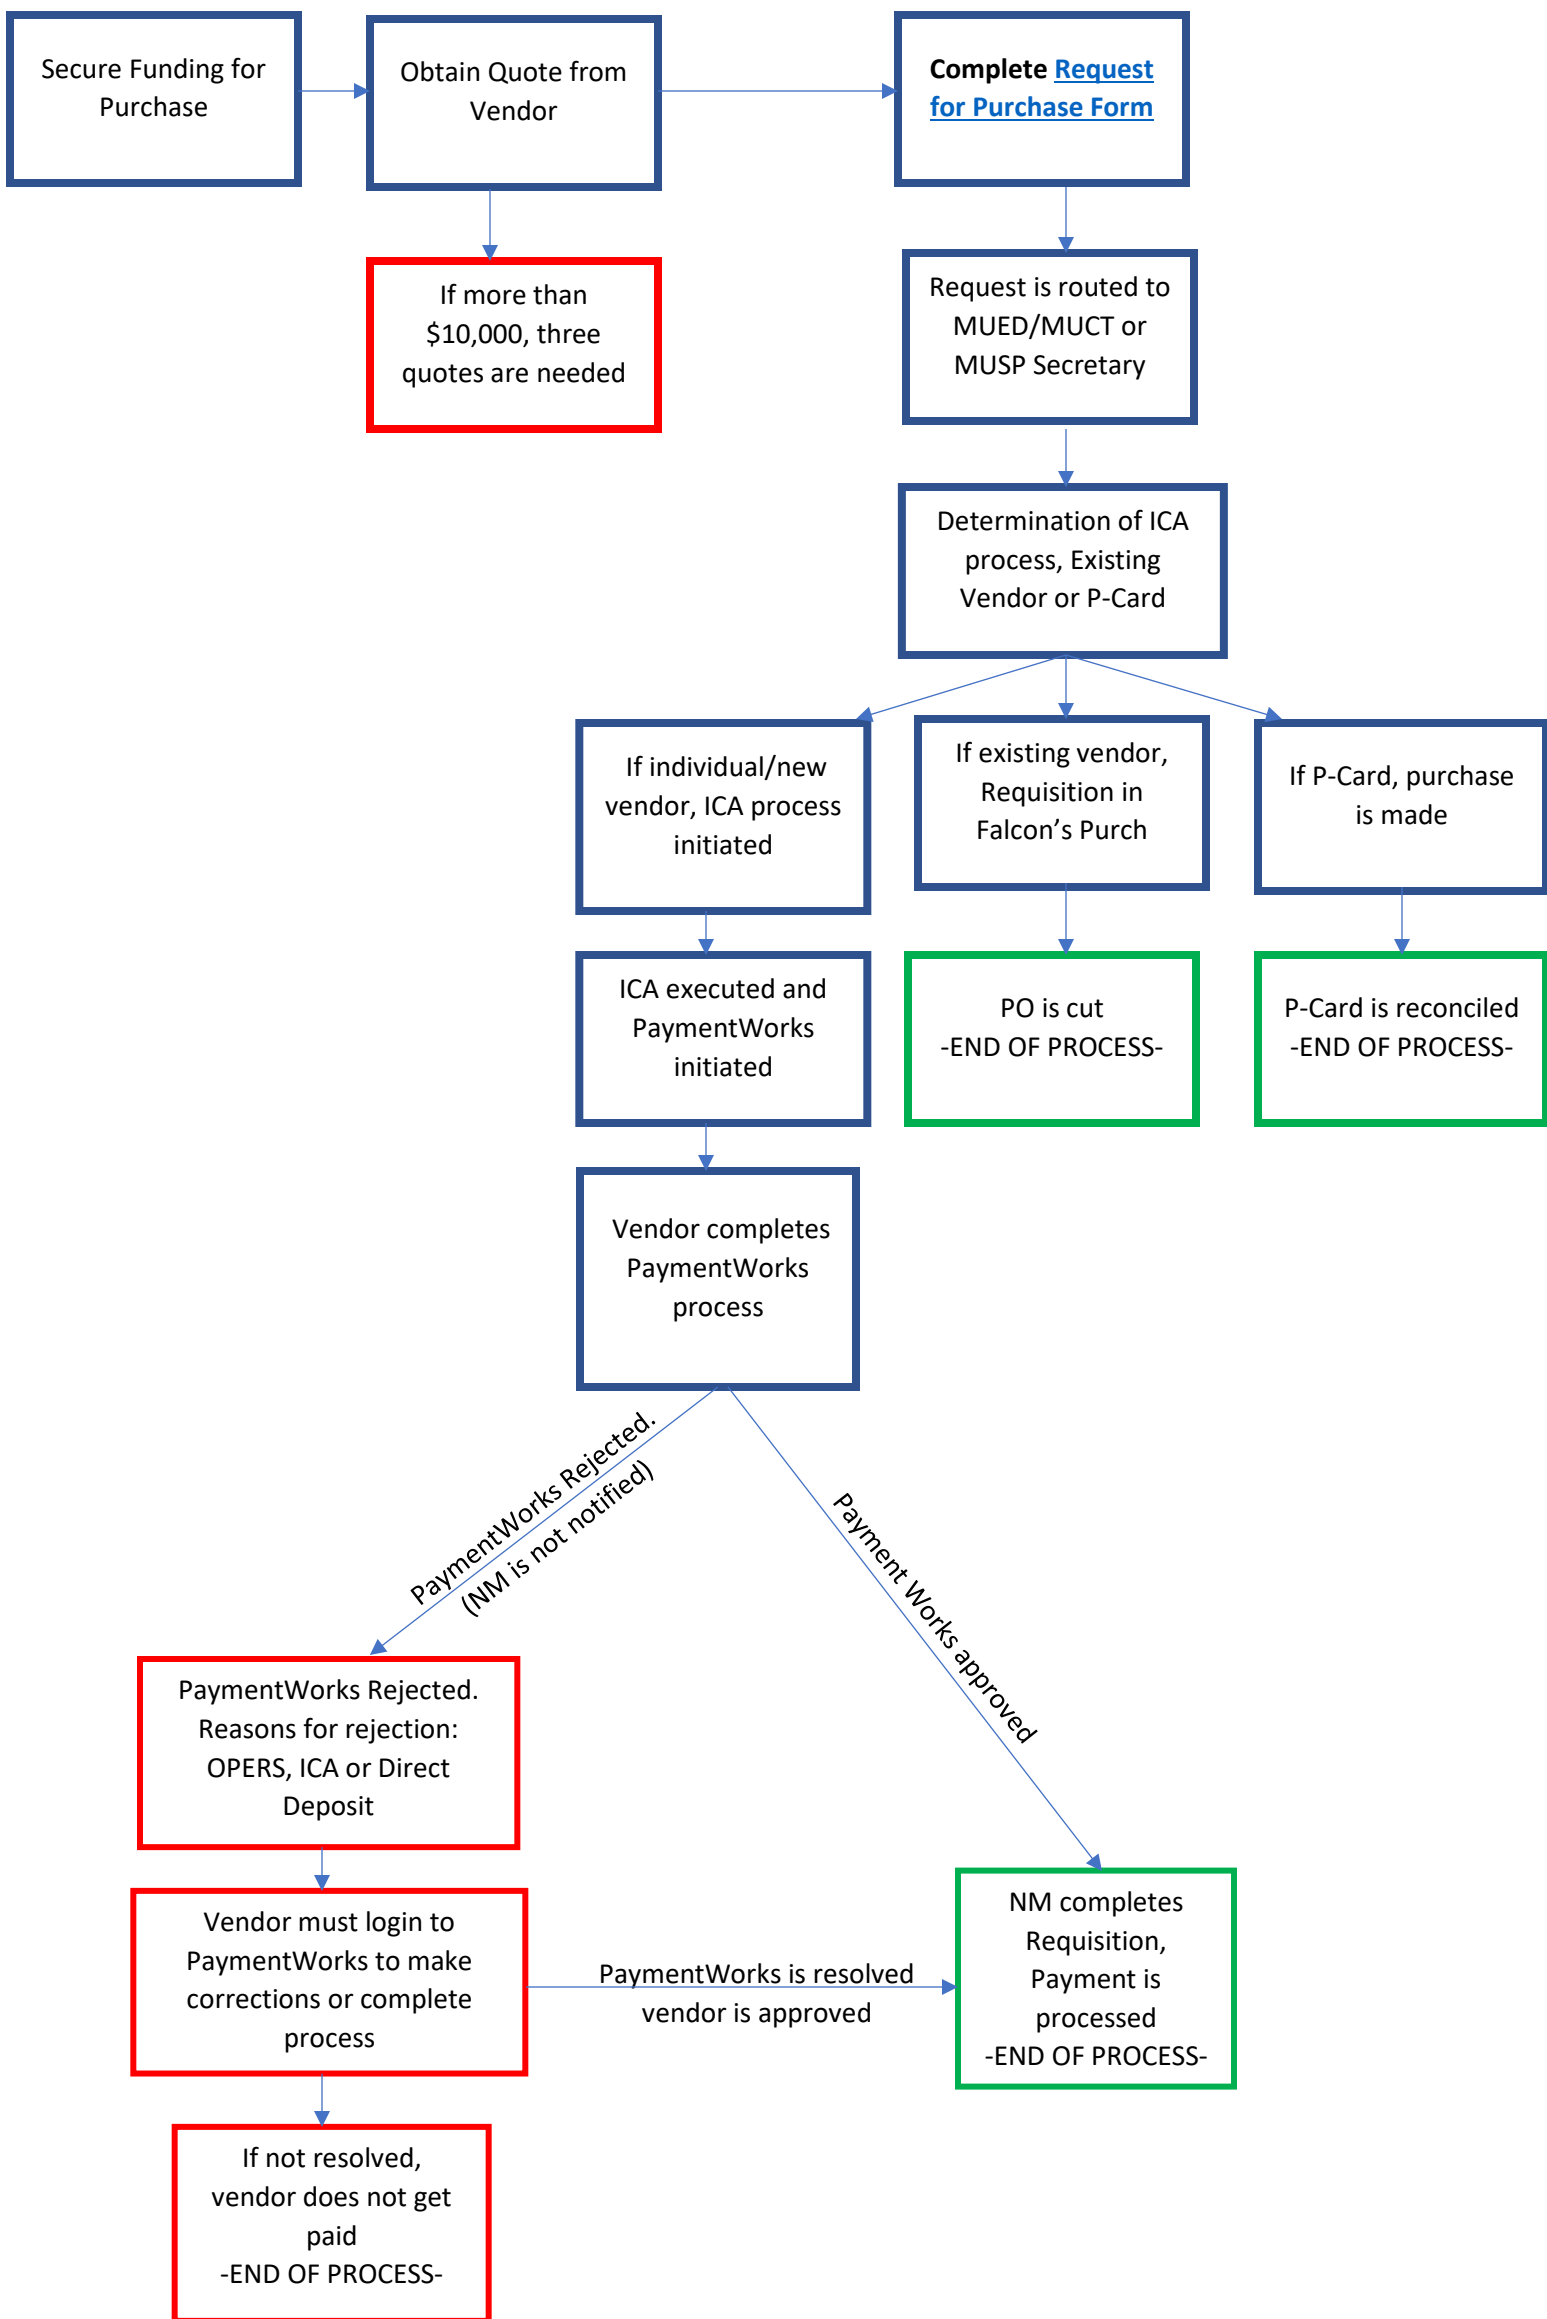 Secure Funding for
Purchase
Obtain Quote from
Vendor
Complete Request
for Purchase Form
If more than
$10,000, three
quotes are needed
Request is routed to
MUED/MUCT or
MUSP Secretary
Determination of ICA
process, Existing
Vendor or P-Card
If individual/new
vendor, ICA process
initiated
If existing vendor,
Requisition in
Falcon’s Purch
If P-Card, purchase
is made
ICA executed and
PaymentWorks
initiated
PO is cut
-END OF PROCESS-
P-Card is reconciled
-END OF PROCESS-
Vendor completes
PaymentWorks
process
PaymentWorks Rejected.
(NM is not notified)
Payment Works approved
PaymentWorks Rejected.
Reasons for rejection:
OPERS, ICA or Direct
Deposit
Vendor must login to
PaymentWorks to make
corrections or complete
process
PaymentWorks is resolved
vendor is approved
NM completes
Requisition,
Payment is
processed
-END OF PROCESS-
If not resolved,
vendor does not get
paid
-END OF PROCESS-